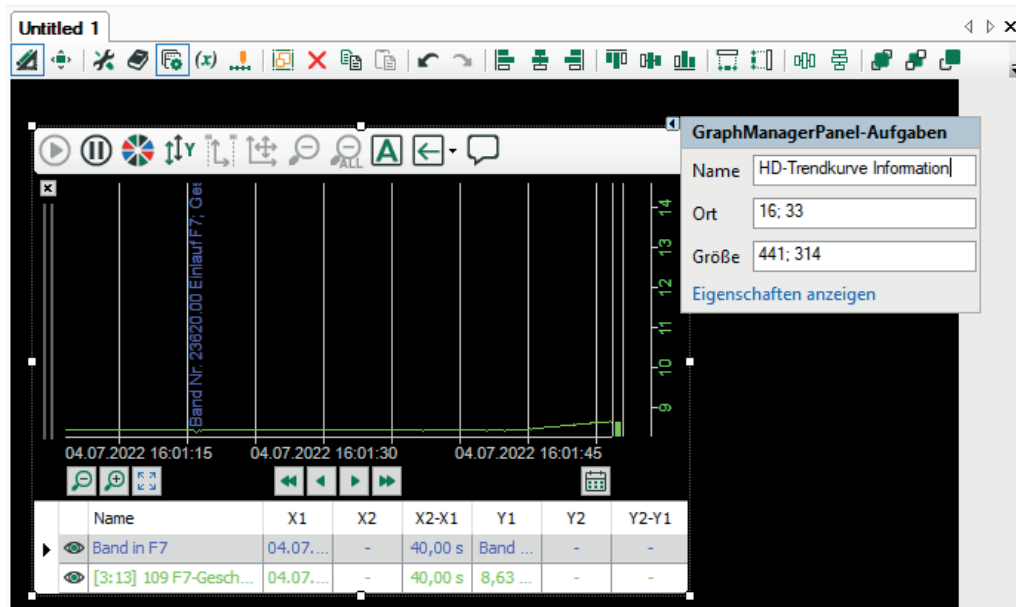 Untitled 1
(x)
Y
ALL
A
GraphManagerPanel-Aufgaben
Name HD-Trendkurve Information
Ort 16; 33
Größe 441; 314
Eigenschaften anzeigen
Band Nr. 23620.00 Einlauf F7; Ges
14
13
12
11
10
9
04.07.2022 16:01:15 04.07.2022 16:01:30 04.07.2022 16:01:45
Name X1 X2 X2-X1 Y1 Y2 Y2-Y1
Band in F7 04.07.... - 40,00 s Band ... - -
[3:13] 109 F7-Gesch... 04.07.... - 40,00 s 8,63 ... - -